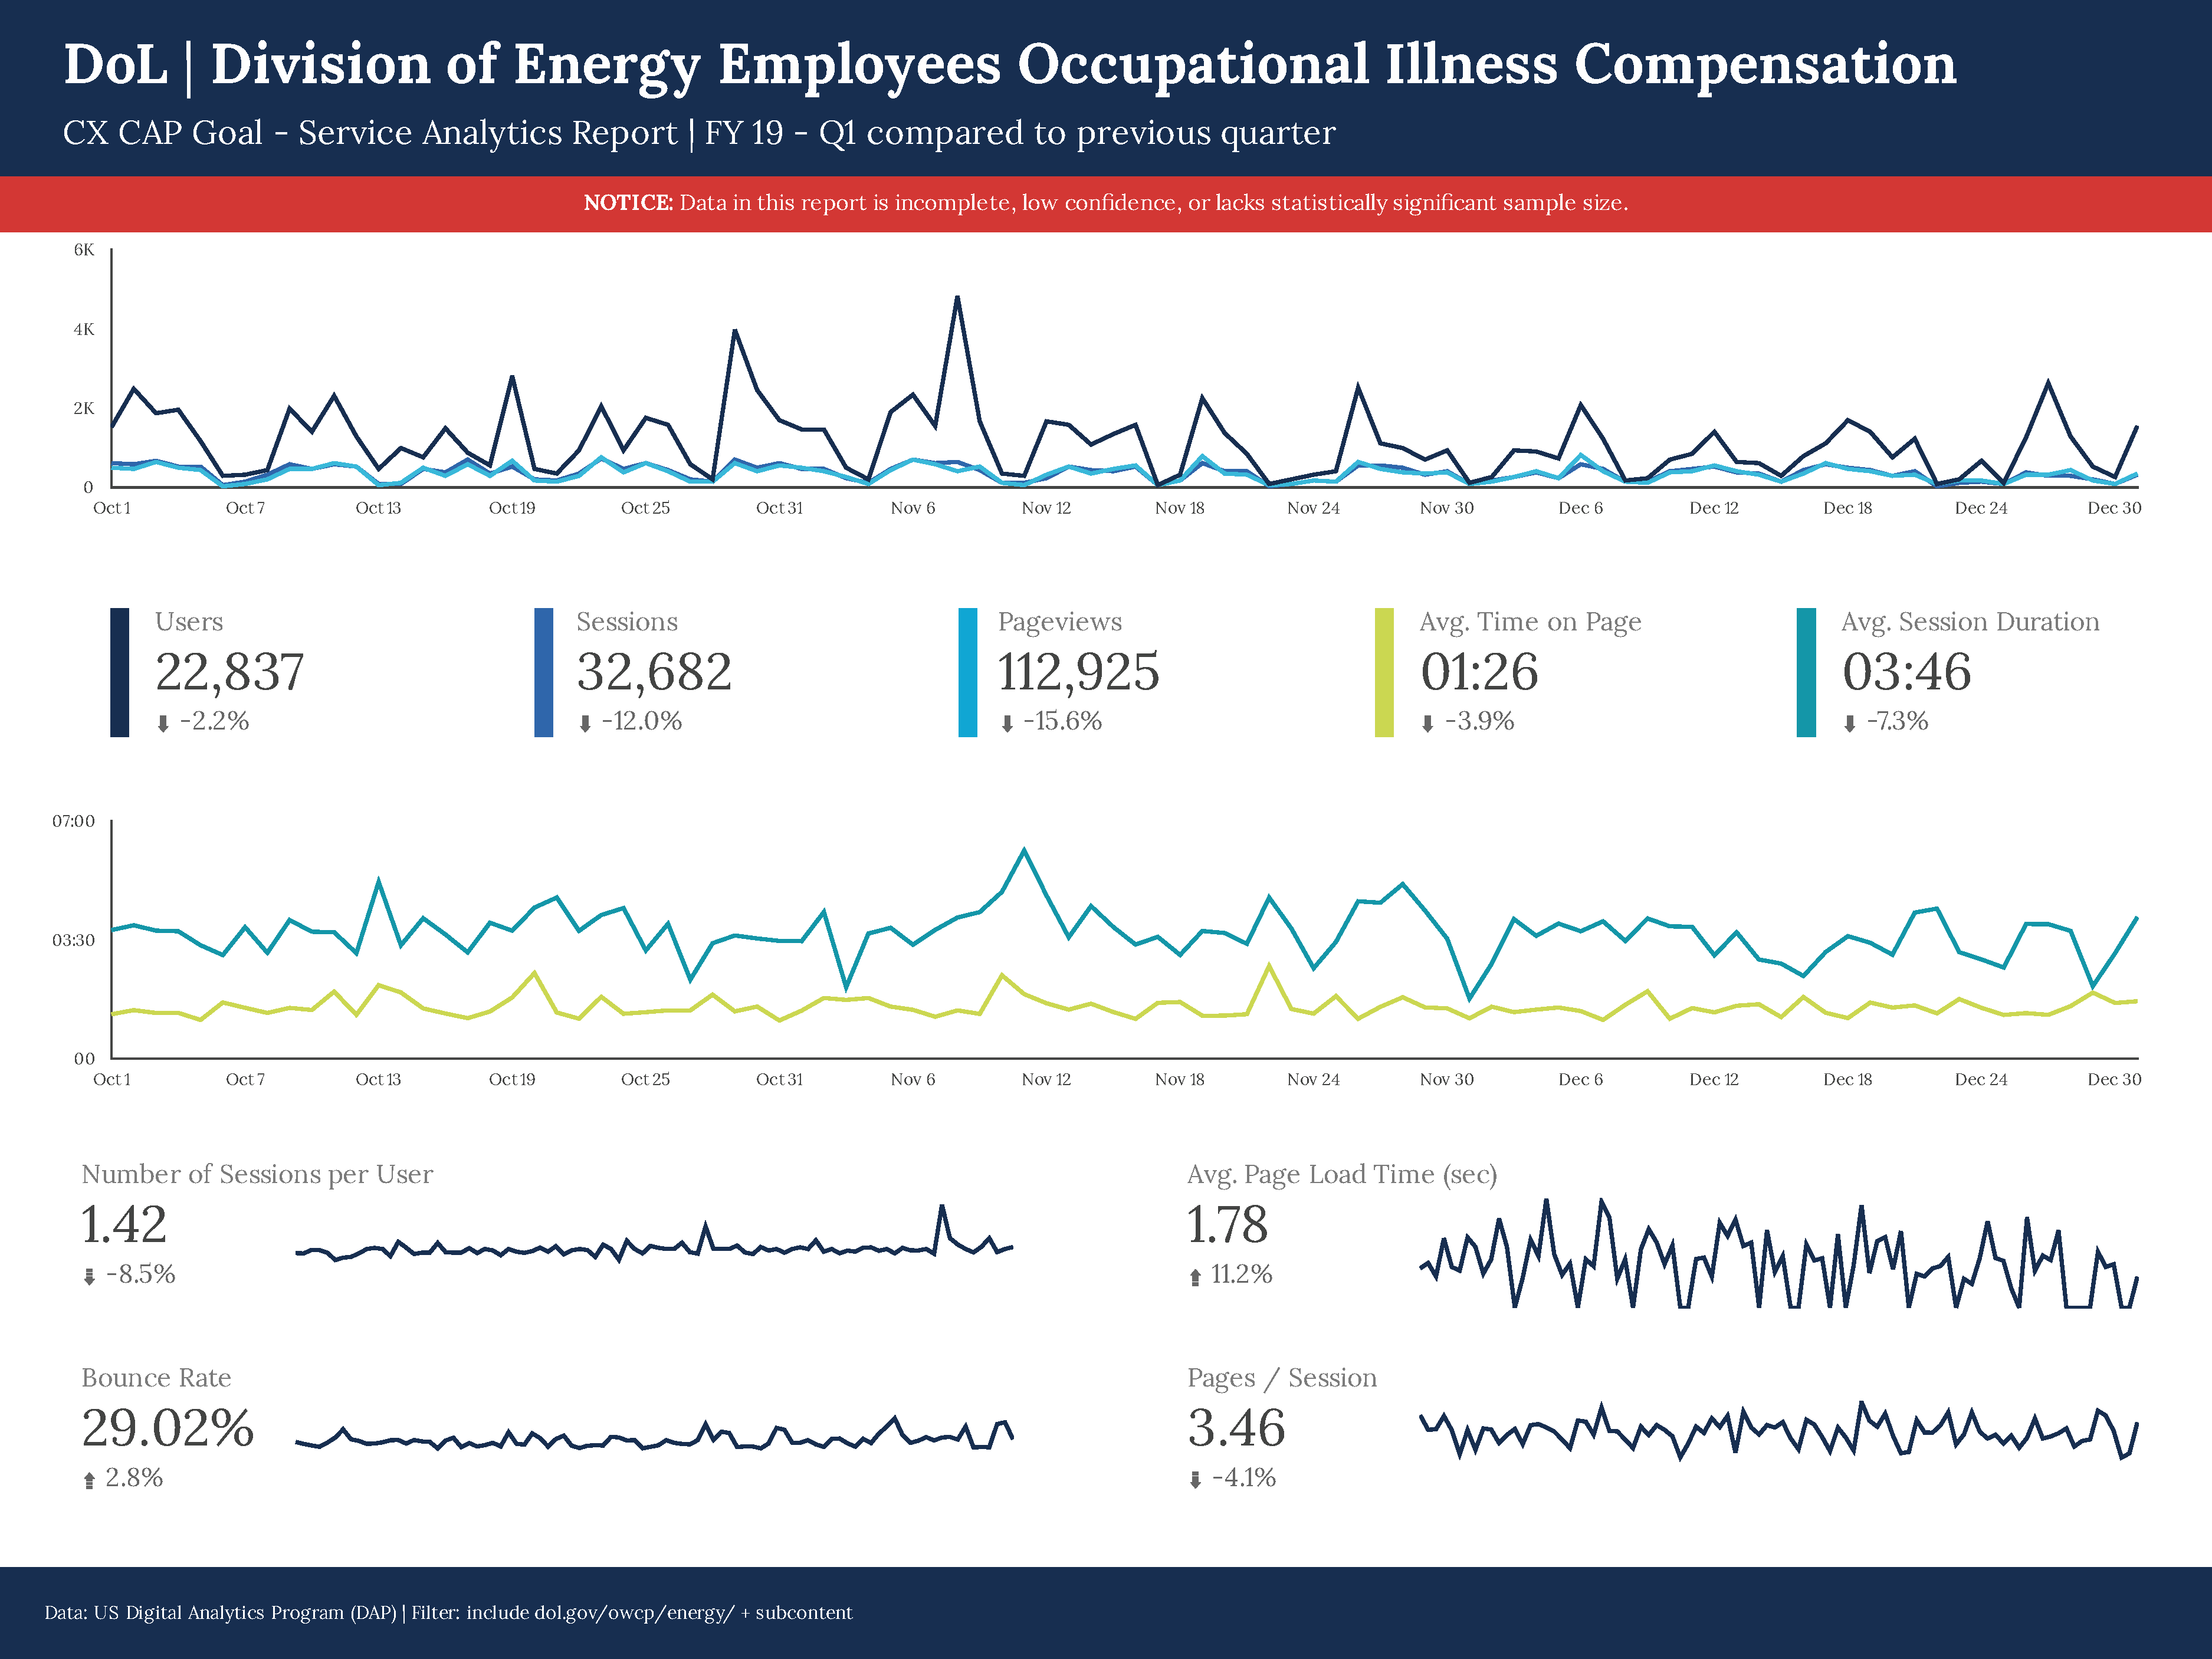 DoL | Division of Energy Employees Occupational Illness Compensation
CX CAP Goal - Service Analytics Report | FY 19 - Q1 compared to previous quarter
NOTICE: Data in this report is incomplete, low confidence, or lacks statistically significant sample size.
6K
4K
2K
0
Oct 1 Oct 7 Oct 13 Oct 19 Oct 25 Oct 31 Nov 6 Nov 12 Nov 18 Nov 24 Nov 30 Dec 6 Dec 12 Dec 18 Dec 24 Dec 30
Users Sessions Pageviews Avg. Time on Page Avg. Session Duration
22,837 32,682 112,925 01:26 03:46
-2.2% -12.0% -15.6% -3.9% -7.3%
07:00
03:30
00
Oct 1 Oct 7 Oct 13 Oct 19 Oct 25 Oct 31 Nov 6 Nov 12 Nov 18 Nov 24 Nov 30 Dec 6 Dec 12 Dec 18 Dec 24 Dec 30
Number of Sessions per User
1.42
-8.5%
Avg. Page Load Time (sec)
1.78
11.2%
Bounce Rate
29.02%
2.8%
Pages / Session
3.46
-4.1%
Data: US Digital Analytics Program (DAP) | Filter: include dol.gov/owcp/energy/ + subcontent